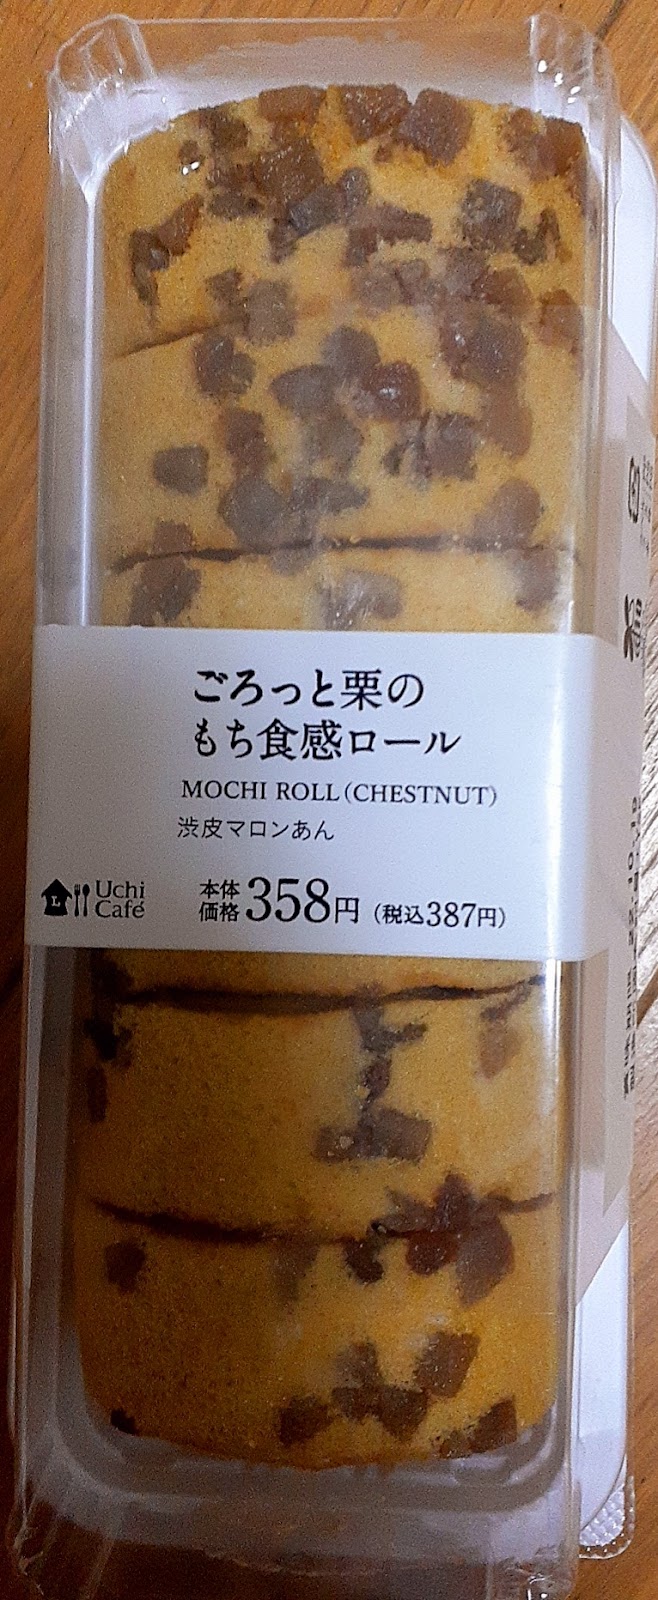 ごろっと栗の
もち食感ロール
MOCHI ROLL(CHESTNUT)
渋皮マロンあん
L Uchi Café
本体価格358円(税込387円)